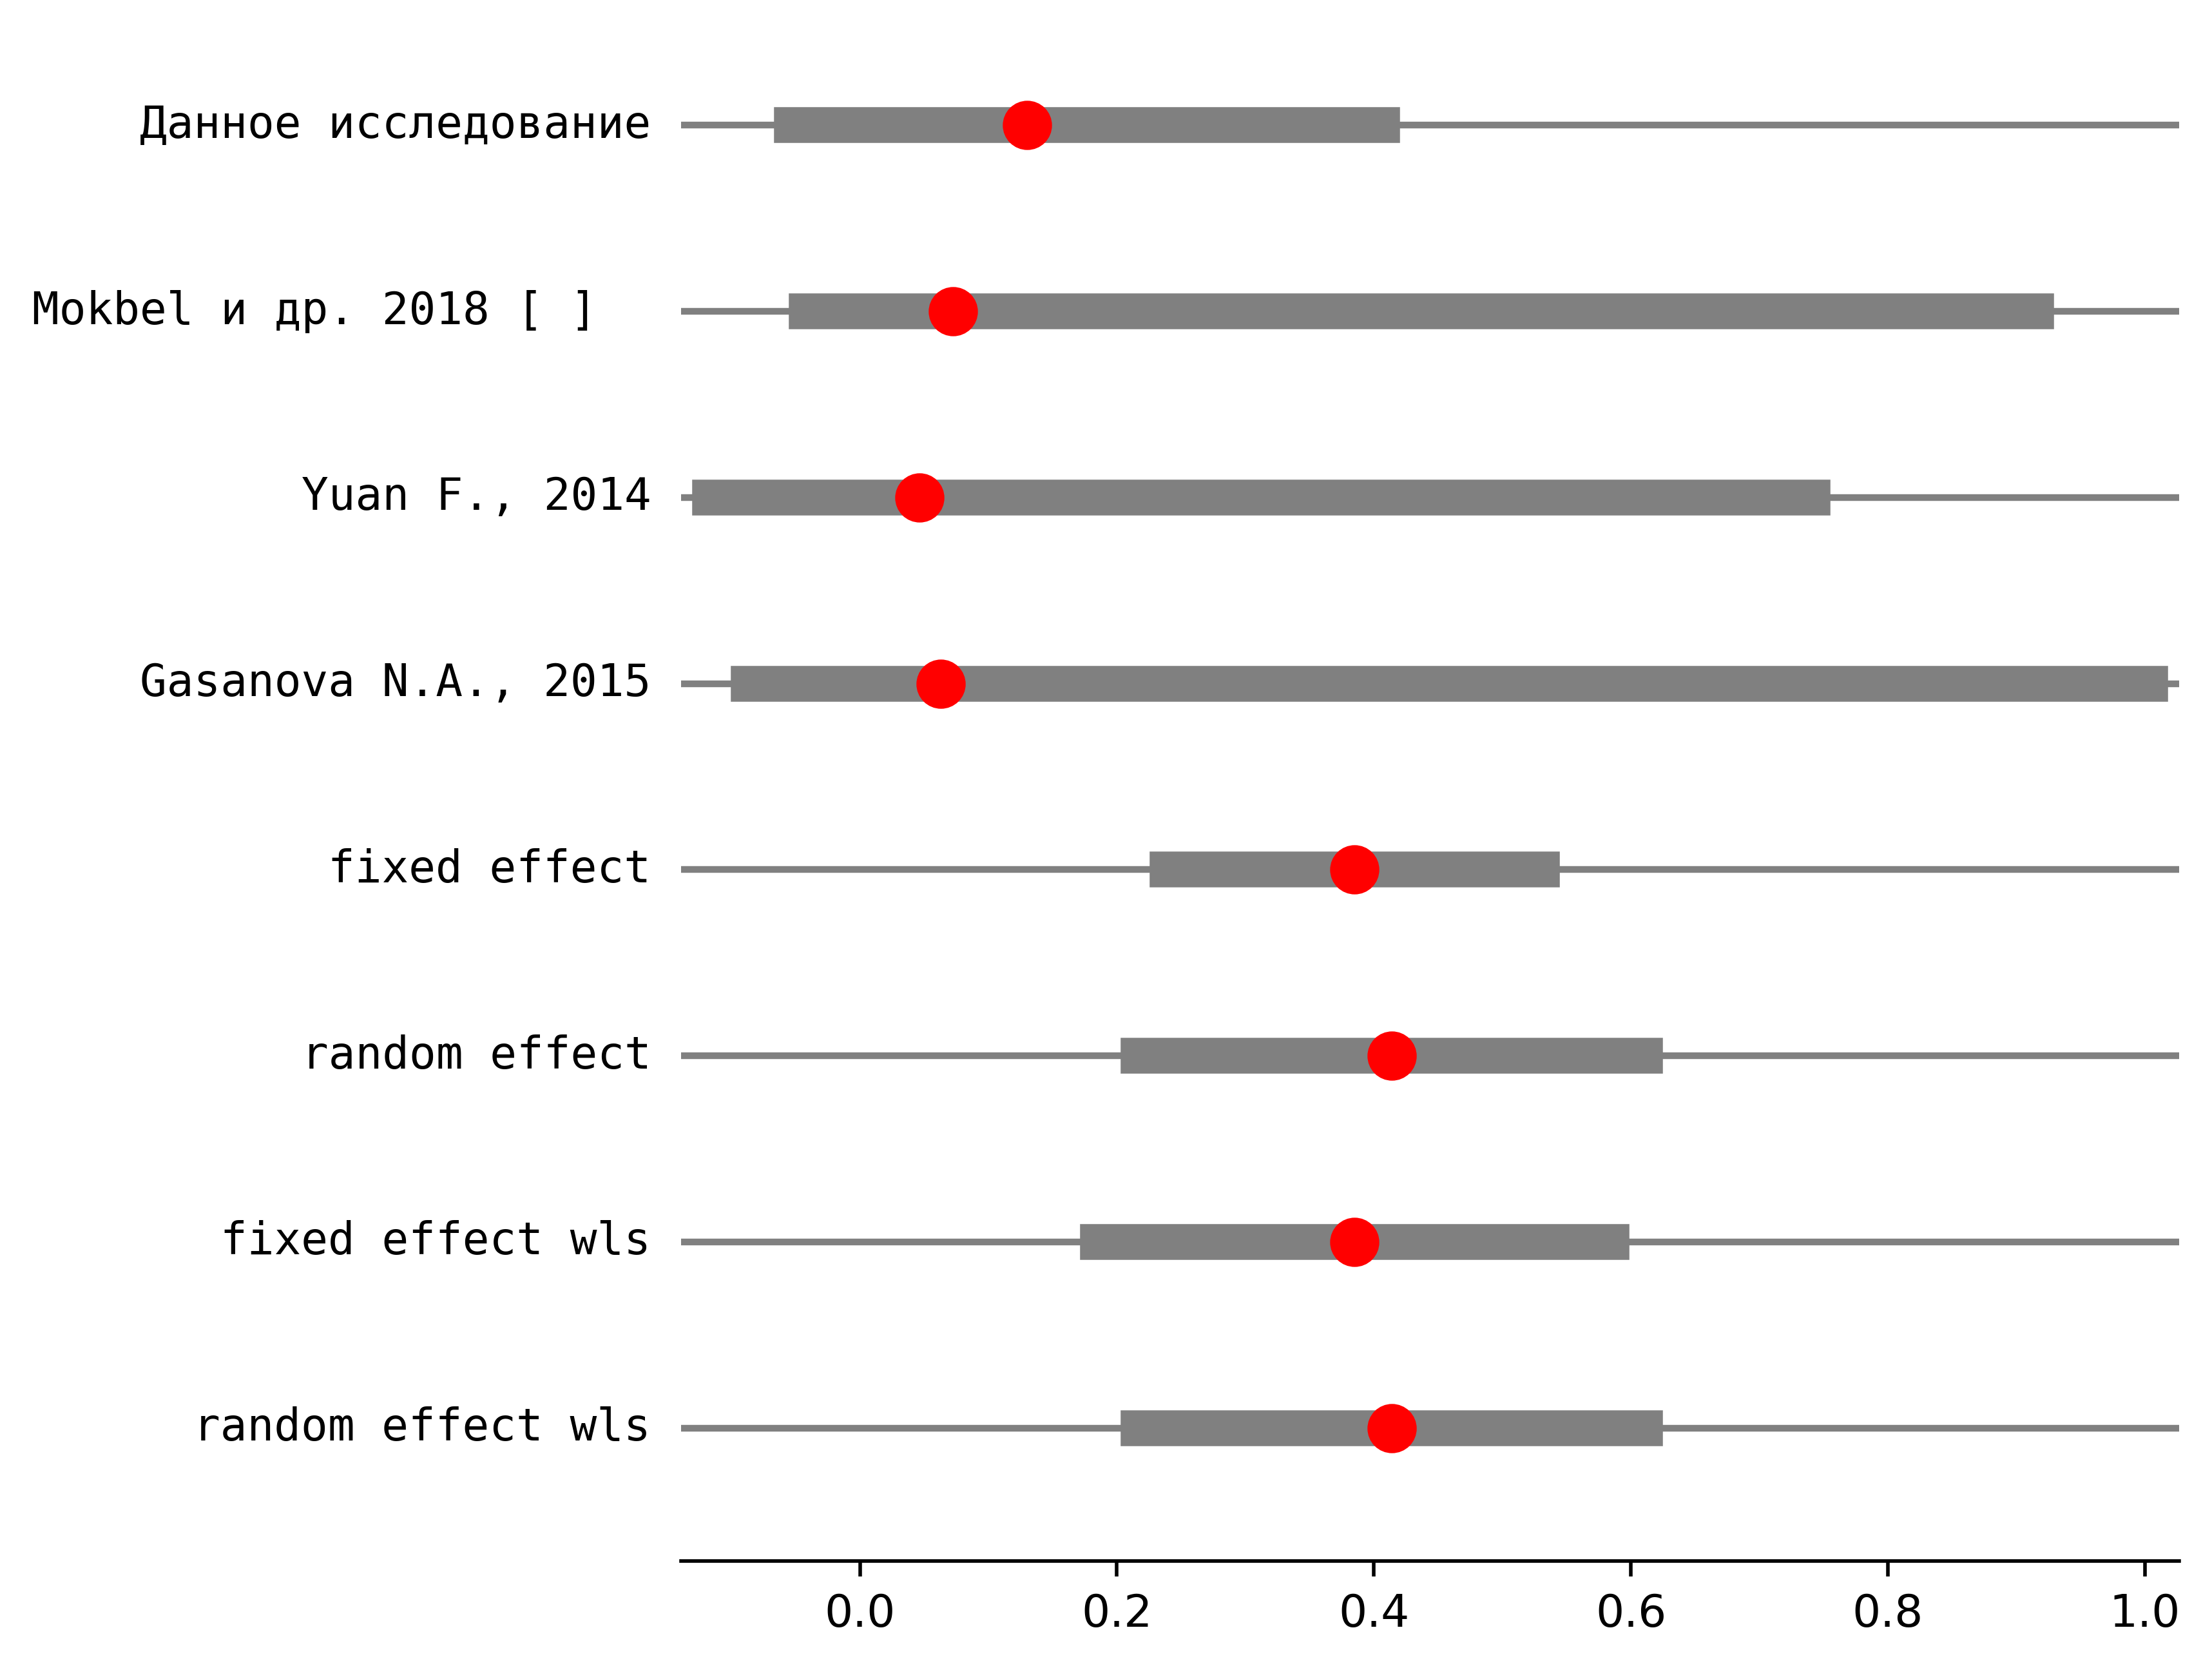 Данное исследование
Mokbel и др. 2018 [ ]
Yuan F., 2014
Gasanova N.A., 2015
fixed effect
random effect
fixed effect wls
random effect wls
0.0 0.2 0.4 0.6 0.8 1.0